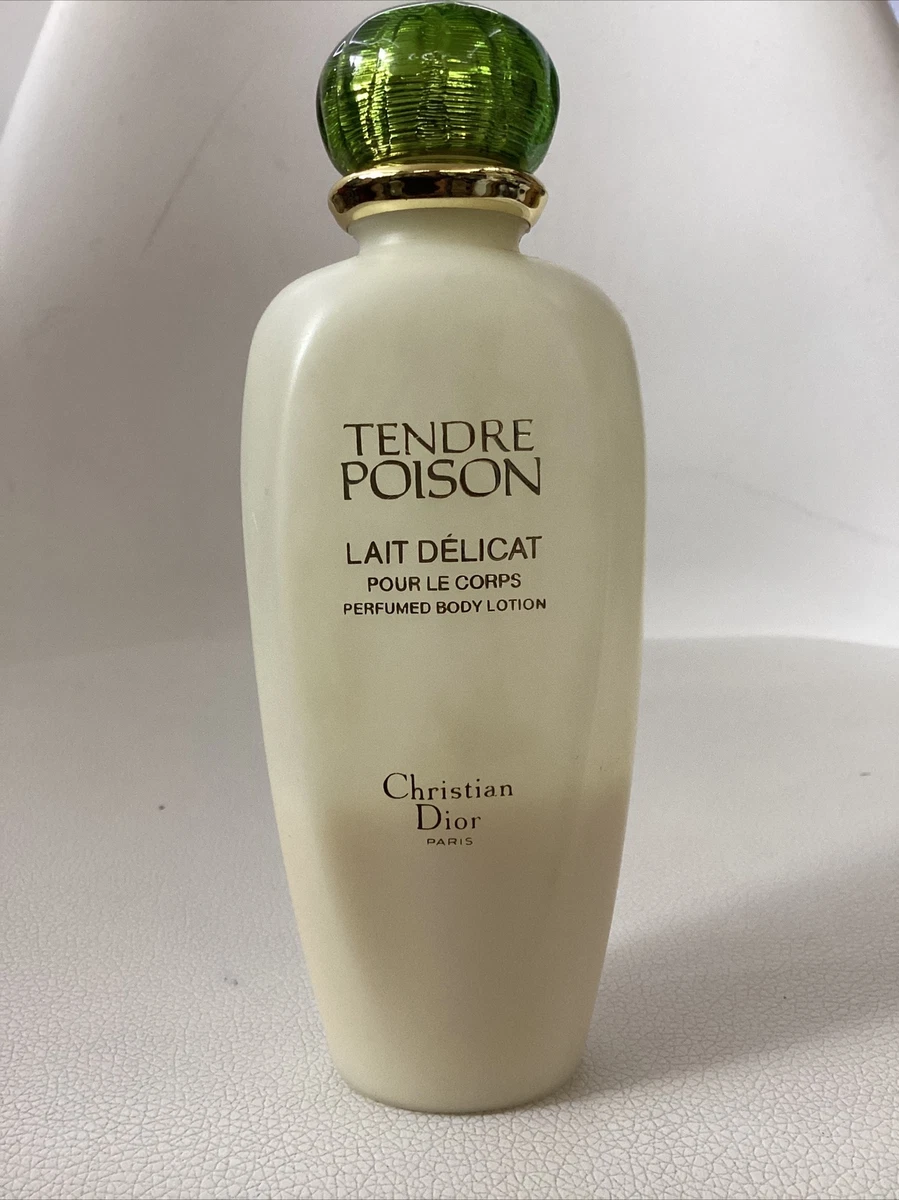 TENDRE
POISON
LAIT DÉLICAT
POUR LE CORPS
PERFUMED BODY LOTION
Christian
Dior
PARIS